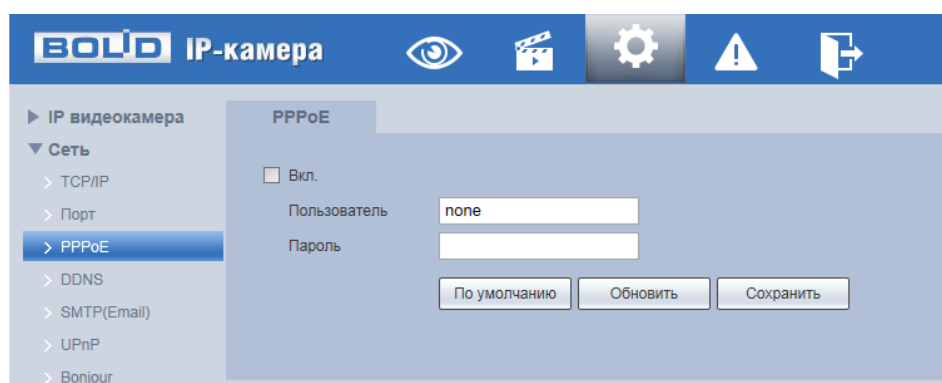 BOLID IP-камера
IP видеокамера
PPPoE
Сеть
TCP/IP
Вкл.
Порт
Пользователь none
PPPoE
Пароль
DDNS
По умолчанию Обновить Сохранить
SMTP(Email)
UPnP
Bonjour